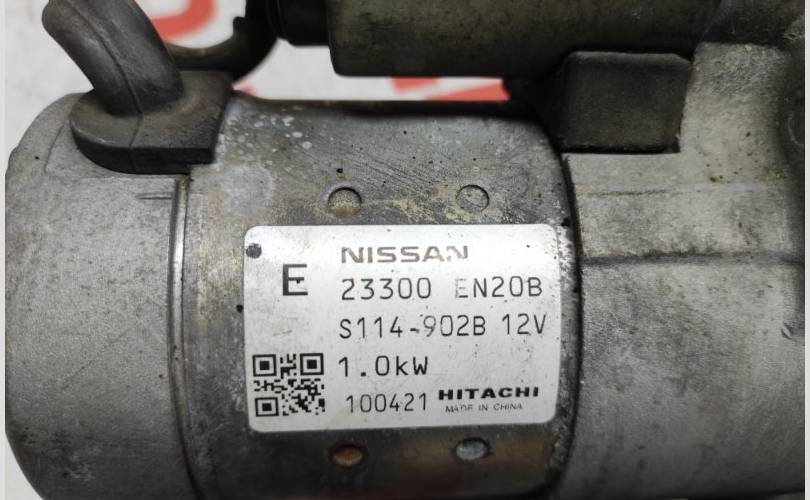 NISSAN
E 23300 EN20B
S114-902B 12V
1.0kW
100421 HITACHI
MADE IN CHINA